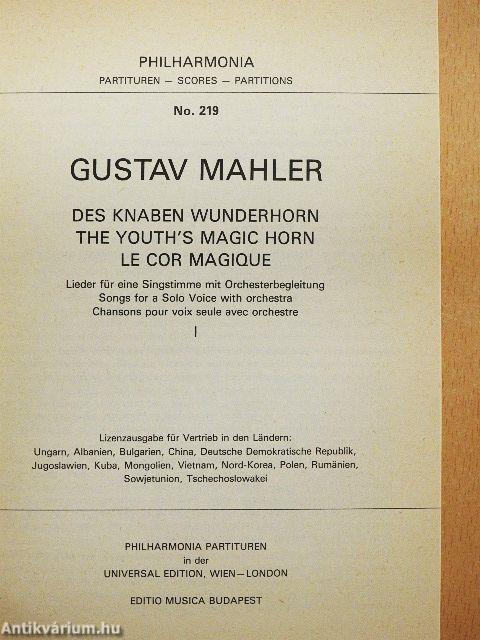 PHILHARMONIA
PARTITUREN – SCORES – PARTITIONS
No. 219
GUSTAV MAHLER
DES KNABEN WUNDERHORN
THE YOUTH'S MAGIC HORN
LE COR MAGIQUE
Lieder für eine Singstimme mit Orchesterbegleitung
Songs for a Solo Voice with orchestra
Chansons pour voix seule avec orchestre
I
Lizenzausgabe für Vertrieb in den Ländern:
Ungarn, Albanien, Bulgarien, China, Deutsche Demokratische Republik,
Jugoslawien, Kuba, Mongolien, Vietnam, Nord-Korea, Polen, Rumänien,
Sowjetunion, Tschechoslowakei
PHILHARMONIA PARTITUREN
in der
UNIVERSAL EDITION, WIEN–LONDON
EDITIO MUSICA BUDAPEST
Antikvárium.hu